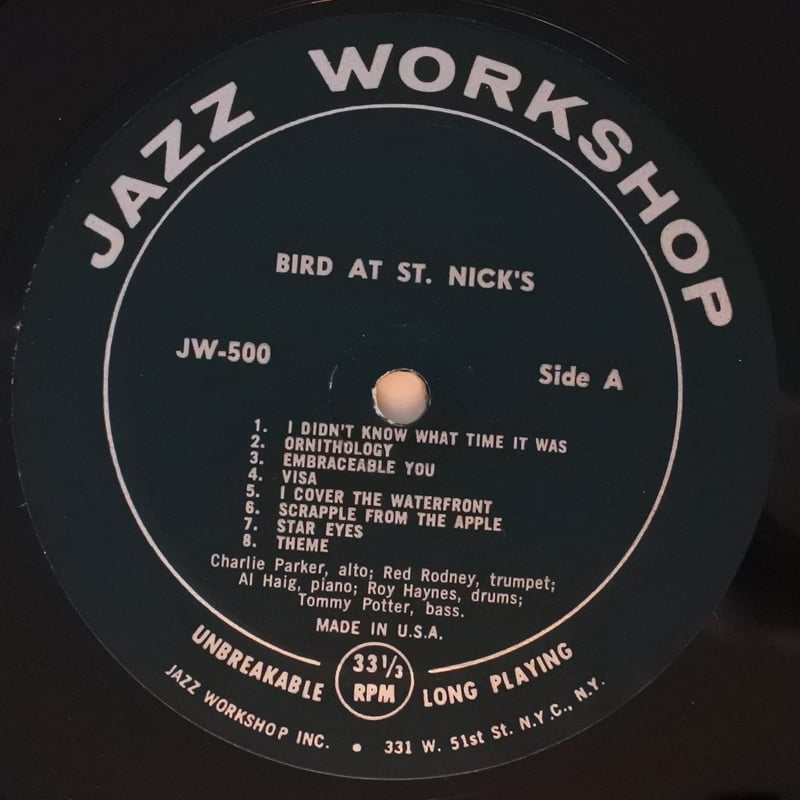 JAZZ WORKSHOP
BIRD AT ST. NICK'S
JW-500
Side A
1. I DIDN'T KNOW WHAT TIME IT WAS
2. ORNITHOLOGY
3. EMBRACEABLE YOU
4. VISA
5. I COVER THE WATERFRONT
6. SCRAPPLE FROM THE APPLE
7. STAR EYES
8. THEME
Charlie Parker, alto; Red Rodney, trumpet;
Al Haig, piano; Roy Haynes, drums;
Tommy Potter, bass.
MADE IN U.S.A.
UNBREAKABLE
33 1/3
RPM
LONG PLAYING
JAZZ WORKSHOP INC. • 331 W. 51st St. N.Y.C., N.Y.